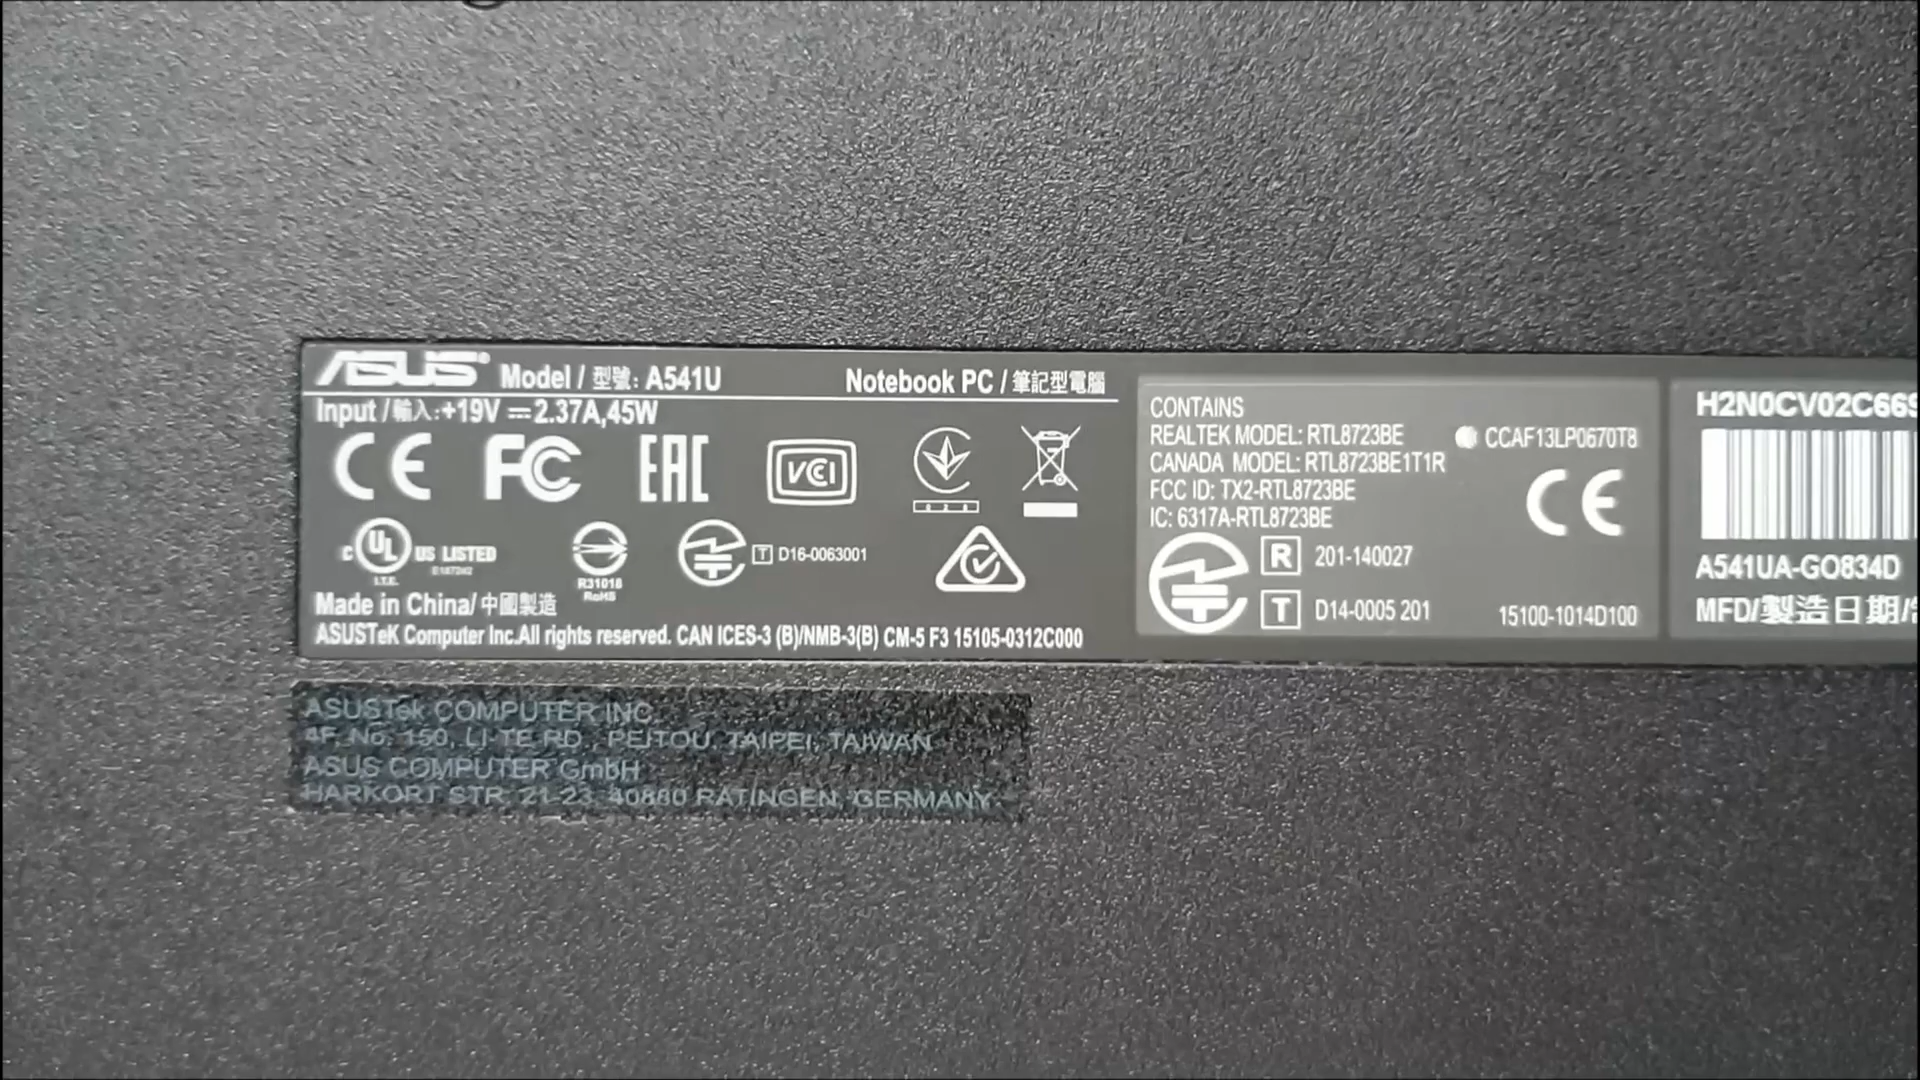 ASUS Model / 型號: A541U Notebook PC / 筆記型電腦
Input / 輸入:+19V ⎓ 2.37A,45W
CE FC EAC VCCI
028
c UL US LISTED
I.T.E. E187242
R31018
RoHS
T D16-0063001
Made in China/ 中國製造
ASUSTeK Computer Inc.All rights reserved. CAN ICES-3 (B)/NMB-3(B) CM-5 F3 15105-0312C000
CONTAINS
REALTEK MODEL: RTL8723BE
CANADA MODEL: RTL8723BE1T1R
FCC ID: TX2-RTL8723BE
IC: 6317A-RTL8723BE
CCAF13LP0670T8
CE
R 201-140027
T D14-0005 201
15100-1014D100
H2N0CV02C66
A541UA-GO834D
MFD/製造日期/
ASUSTek COMPUTER INC.
4F, No. 150, LI-TE RD., PEITOU, TAIPEI, TAIWAN
ASUS COMPUTER GmbH
HARKORT STR. 21-23, 40880 RATINGEN, GERMANY